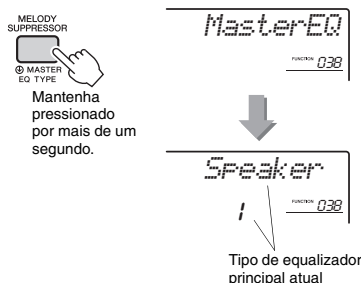 MELODY
SUPPRESSOR
MASTER
EQ TYPE
Mantenha
pressionado
por mais de um
segundo.
MasterEQ
FUNCTION 038
Speaker
1
FUNCTION 038
Tipo de equalizador
principal atual